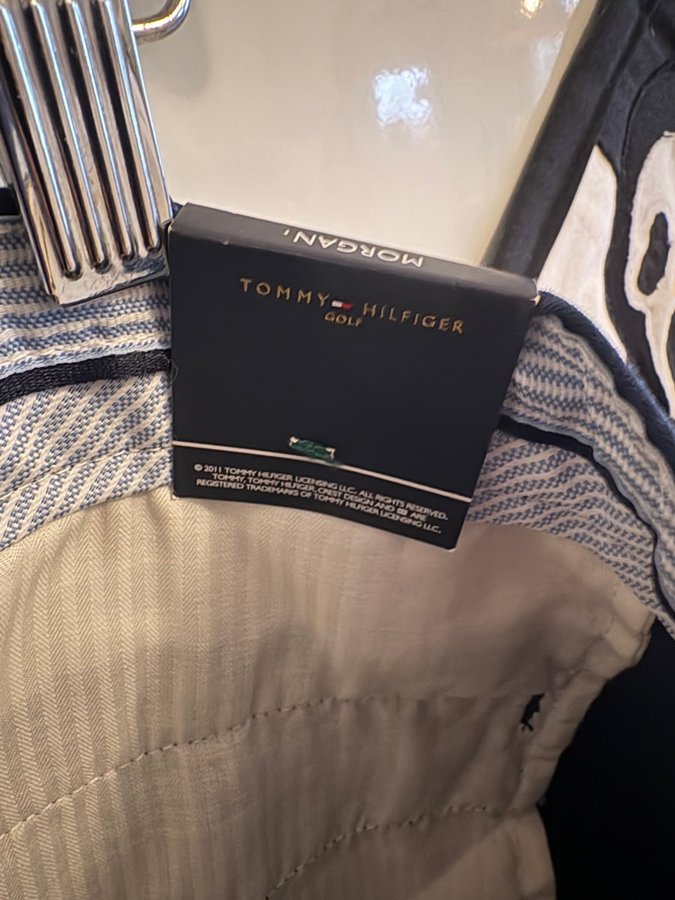 MORGAN,
TOMMY HILFIGER
GOLF
© 2011 TOMMY HILFIGER LICENSING LLC. ALL RIGHTS RESERVED.
TOMMY, TOMMY HILFIGER, CREST DESIGN AND ARE
REGISTERED TRADEMARKS OF TOMMY HILFIGER LICENSING LLC.